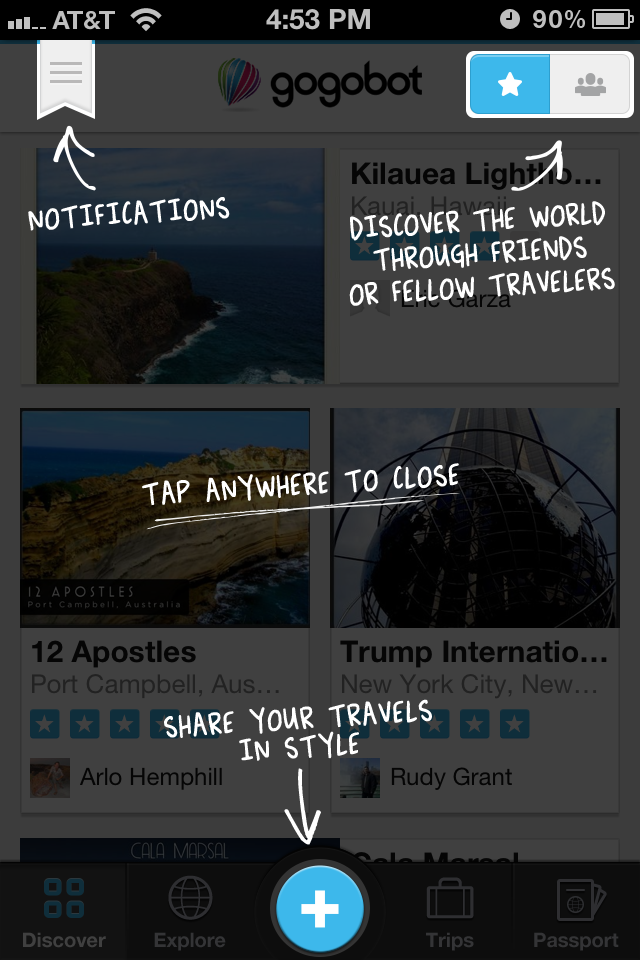 AT&T 4:53 PM 90%
gogobot
Kilauea Lightho...
Kauai, Hawaii
NOTIFICATIONS
DISCOVER THE WORLD
THROUGH FRIENDS
OR FELLOW TRAVELERS
Eric Garza
TAP ANYWHERE TO CLOSE
12 APOSTLES
Port Campbell, Australia
12 Apostles
Port Campbell, Aus...
Trump Internatio...
New York City, New...
SHARE YOUR TRAVELS
IN STYLE
Arlo Hemphill
Rudy Grant
CALA MARSAL
Cala Marsal
Discover
Explore
Trips
Passport